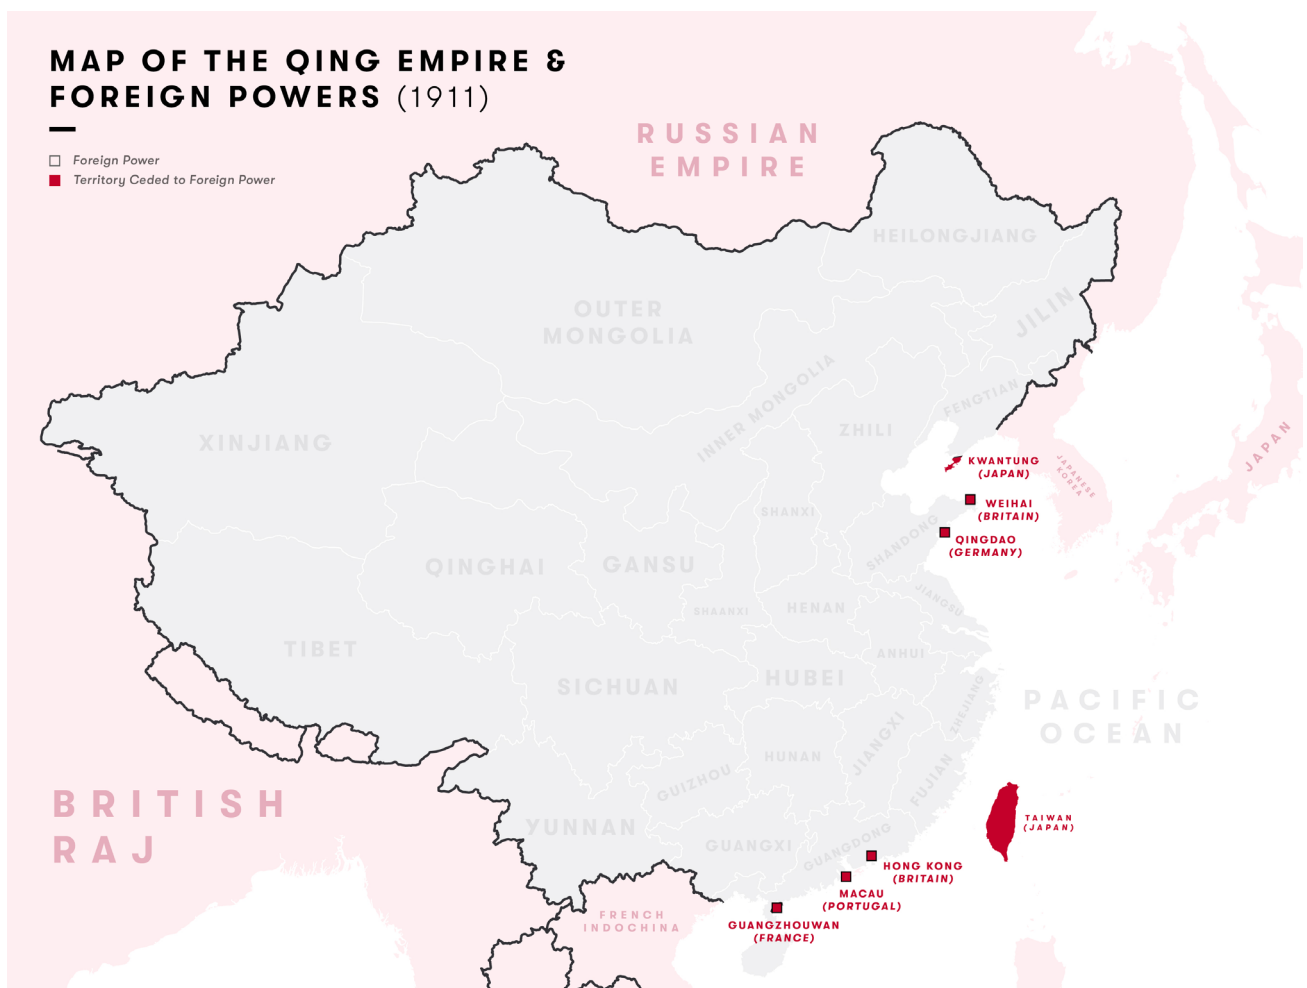 MAP OF THE QING EMPIRE &
FOREIGN POWERS (1911)
Foreign Power
Territory Ceded to Foreign Power
RUSSIAN
EMPIRE
HEILONGJIANG
OUTER
MONGOLIA
JILIN
INNER MONGOLIA
FENGTIAN
XINJIANG
ZHILI
JAPAN
KWANTUNG
(JAPAN)
JAPANESE
KOREA
WEIHAI
(BRITAIN)
SHANXI
SHANDONG
QINGDAO
(GERMANY)
QINGHAI
GANSU
JIANGSU
SHAANXI
HENAN
TIBET
ANHUI
SICHUAN
HUBEI
ZHEJIANG
PACIFIC
OCEAN
JIANGXI
HUNAN
GUIZHOU
FUJIAN
BRITISH
RAJ
YUNNAN
TAIWAN
(JAPAN)
GUANGXI
GUANGDONG
HONG KONG
(BRITAIN)
MACAU
(PORTUGAL)
FRENCH
INDOCHINA
GUANGZHOUWAN
(FRANCE)